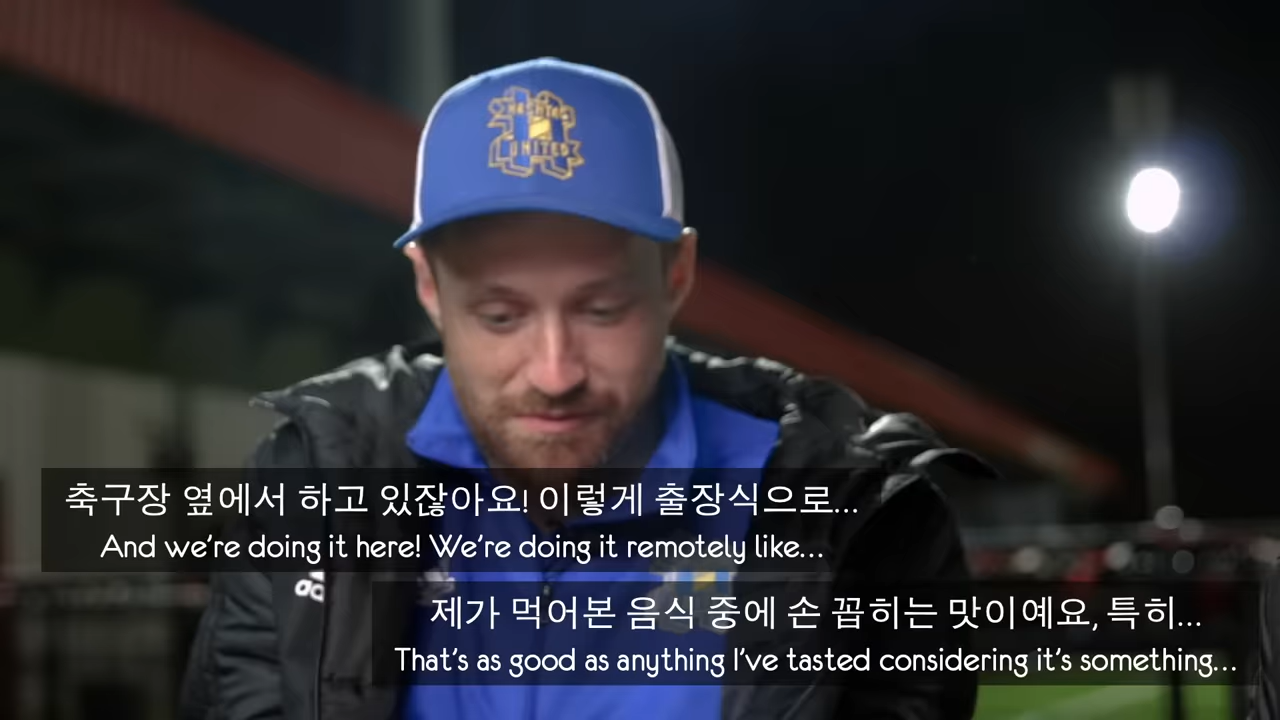 HASHTAG
UNITED
축구장 옆에서 하고 있잖아요! 이렇게 출장식으로...
And we're doing it here! We're doing it remotely like...
제가 먹어본 음식 중에 손 꼽히는 맛이예요, 특히...
That's as good as anything I've tasted considering it's something...